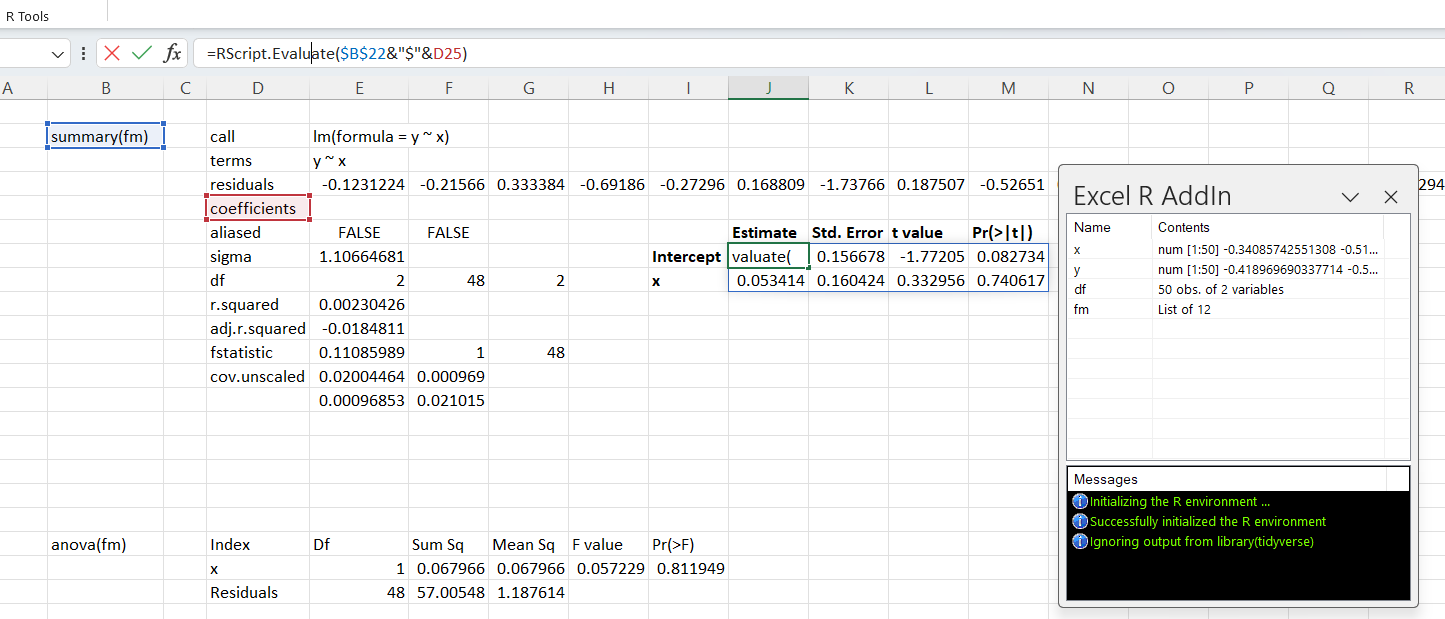 R Tools
fx =RScript.Evaluate($B$22&"$"&D25)
A B C D E F G H I J K L M N O P Q R
summary(fm) call lm(formula = y ~ x)
terms y ~ x
residuals -0.1231224 -0.21566 0.333384 -0.69186 -0.27296 0.168809 -1.73766 0.187507 -0.52651 294
coefficients
aliased FALSE FALSE Estimate Std. Error t value Pr(>|t|)
sigma 1.10664681 Intercept valuate( 0.156678 -1.77205 0.082734
df 2 48 2 x 0.053414 0.160424 0.332956 0.740617
r.squared 0.00230426
adj.r.squared -0.0184811
fstatistic 0.11085989 1 48
cov.unscaled 0.02004464 0.000969
0.00096853 0.021015
anova(fm) Index Df Sum Sq Mean Sq F value Pr(>F)
x 1 0.067966 0.067966 0.057229 0.811949
Residuals 48 57.00548 1.187614
Excel R AddIn
Name Contents
x num [1:50] -0.34085742551308 -0.51...
y num [1:50] -0.418969690337714 -0.5...
df 50 obs. of 2 variables
fm List of 12
Messages
Initializing the R environment ...
Successfully initialized the R environment
Ignoring output from library(tidyverse)